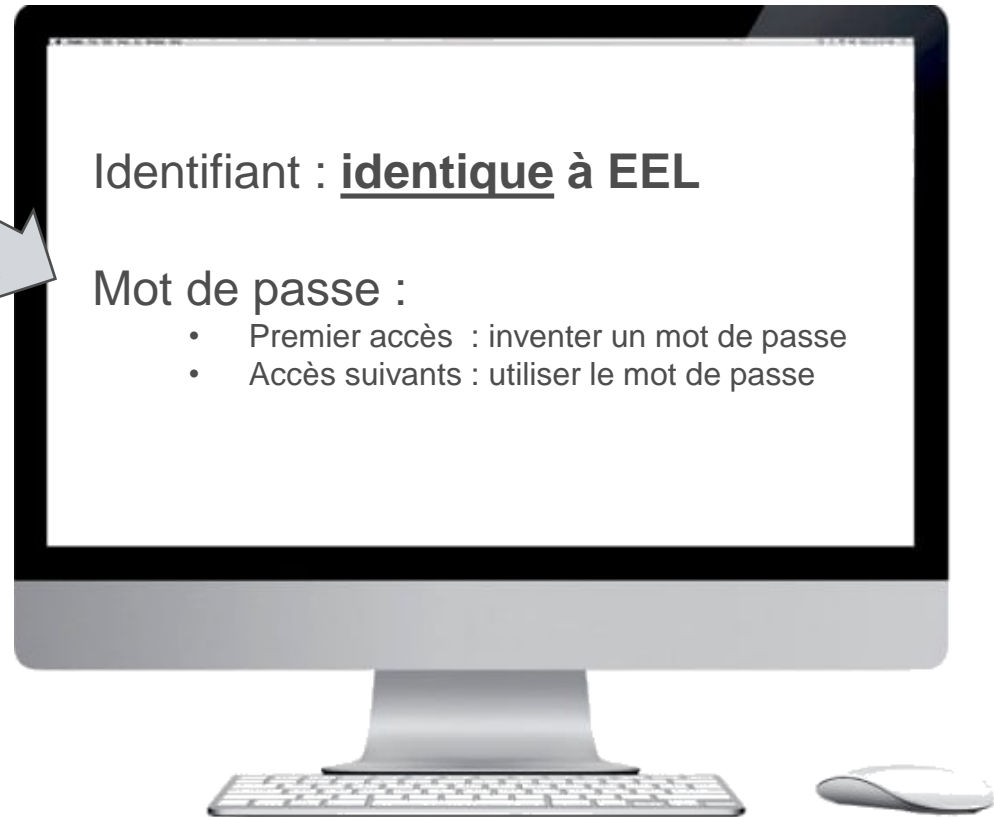 Identifiant : identique à EEL
Mot de passe :
• Premier accès : inventer un mot de passe
• Accès suivants : utiliser le mot de passe